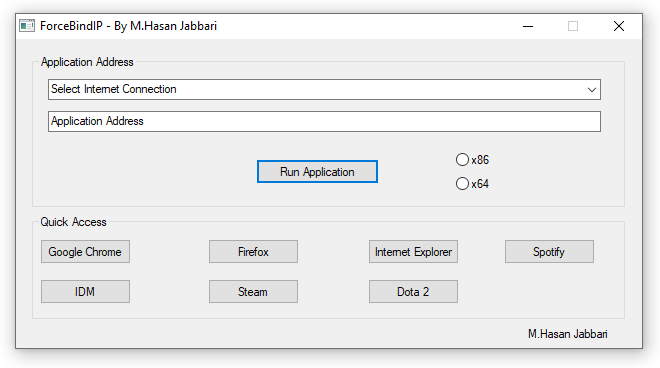 ForceBindIP - By M.Hasan Jabbari
Application Address
Select Internet Connection
Application Address
Run Application
x86
x64
Quick Access
Google Chrome Firefox Internet Explorer Spotify
IDM Steam Dota 2
M.Hasan Jabbari